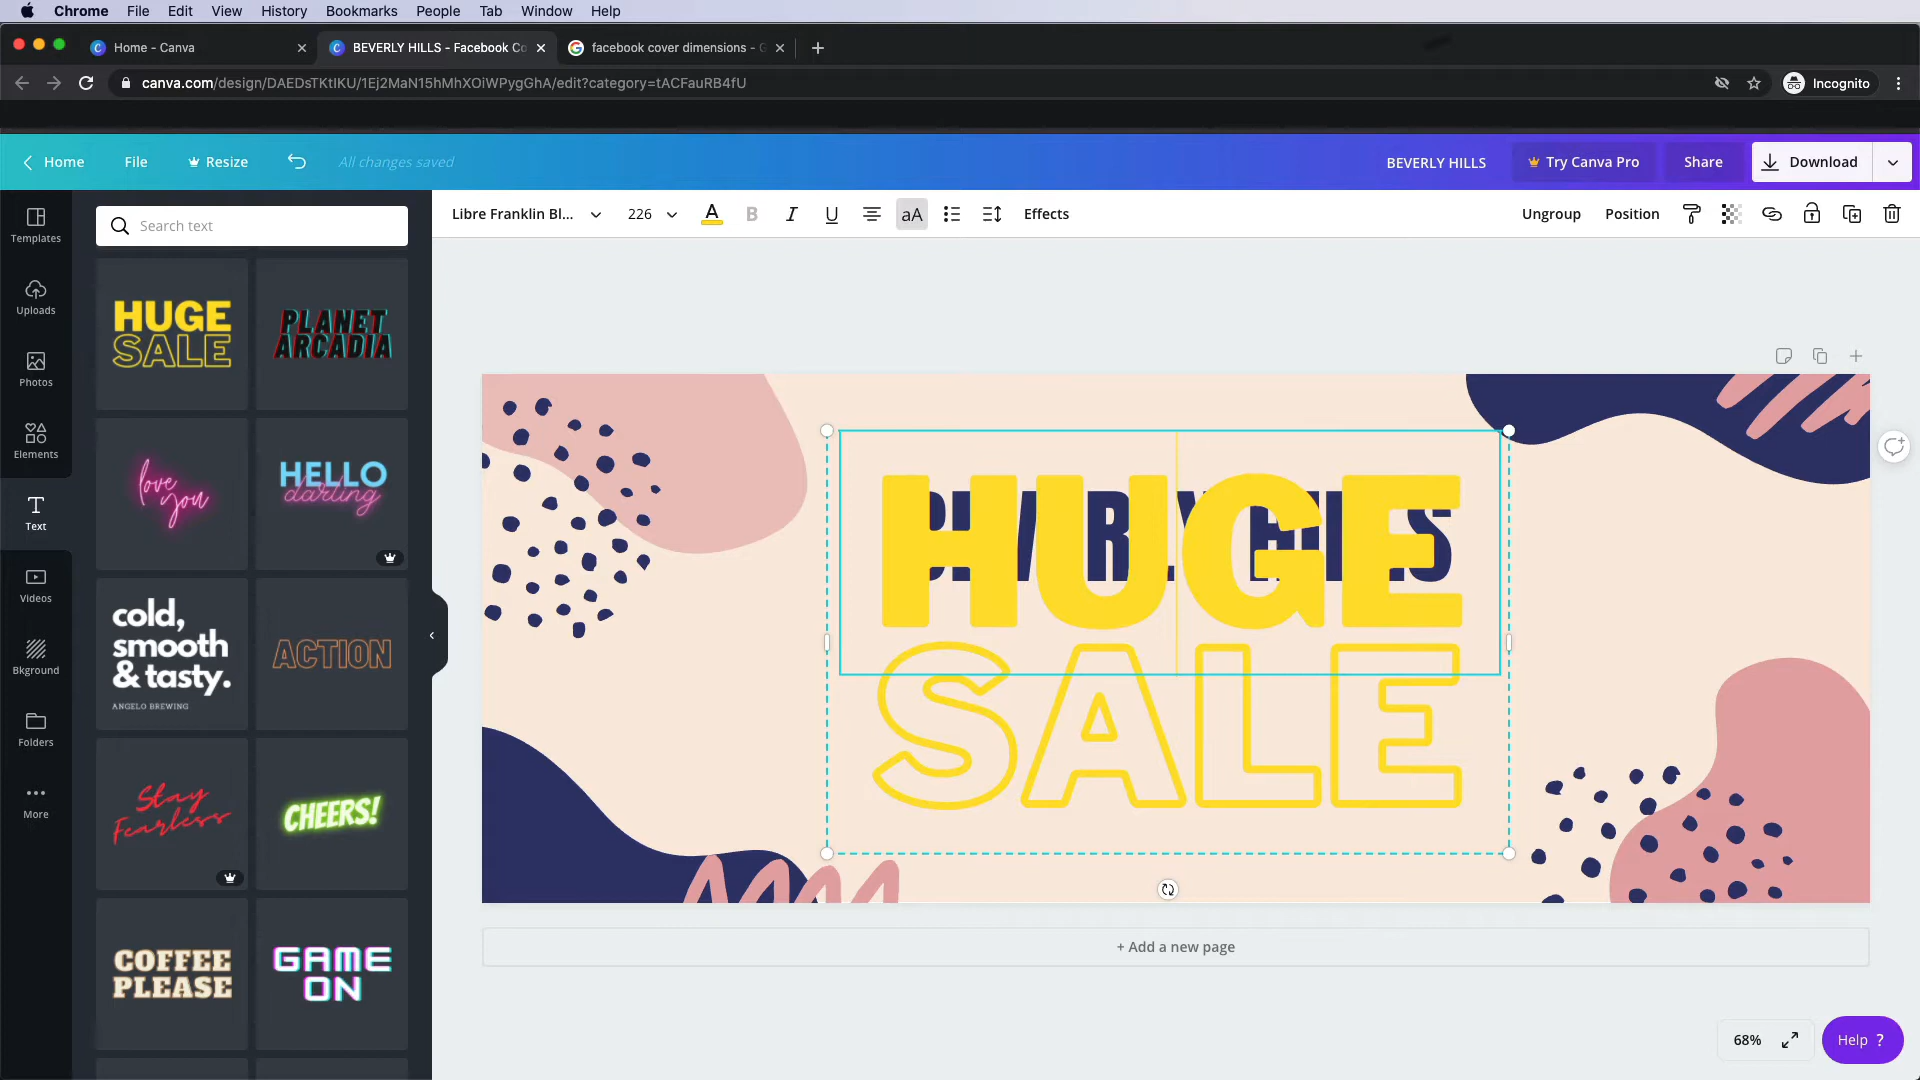 Chrome File Edit View History Bookmarks People Tab Window Help
Home - Canva
BEVERLY HILLS - Facebook Co
facebook cover dimensions - G
canva.com/design/DAEDsTKtIKU/1Ej2MaN15hMhXOiWPygGhA/edit?category=tACFauRB4fU
Incognito
Home File Resize All changes saved BEVERLY HILLS Try Canva Pro Share Download
Libre Franklin Bl... 226 A B I U aA Effects Ungroup Position
Search text
Templates
Uploads
Photos
Elements
Text
Videos
Bkground
Folders
More
HUGE
SALE
PLANET
ARCADIA
love
you
HELLO
darling
cold,
smooth
& tasty.
ANGELO BREWING
ACTION
Stay
Fearless
CHEERS!
COFFEE
PLEASE
GAME
ON
BEVERLY HILLS
HUGE
SALE
+ Add a new page
68%
Help ?